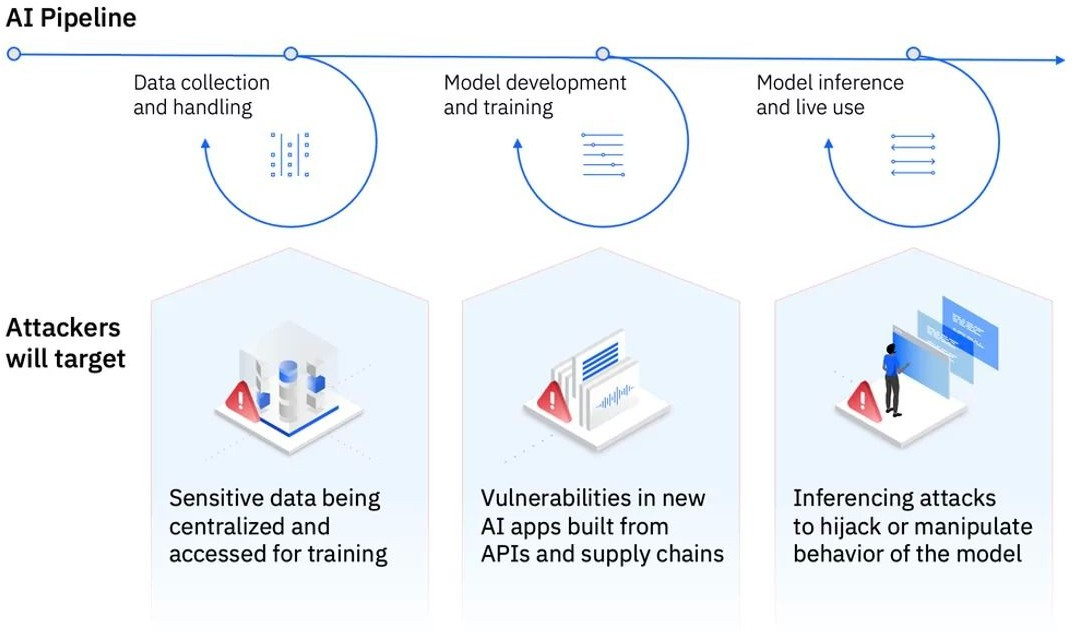 AI Pipeline
Data collection
and handling
Model development
and training
Model inference
and live use
Attackers
will target
Sensitive data being
centralized and
accessed for training
Vulnerabilities in new
AI apps built from
APIs and supply chains
Inferencing attacks
to hijack or manipulate
behavior of the model